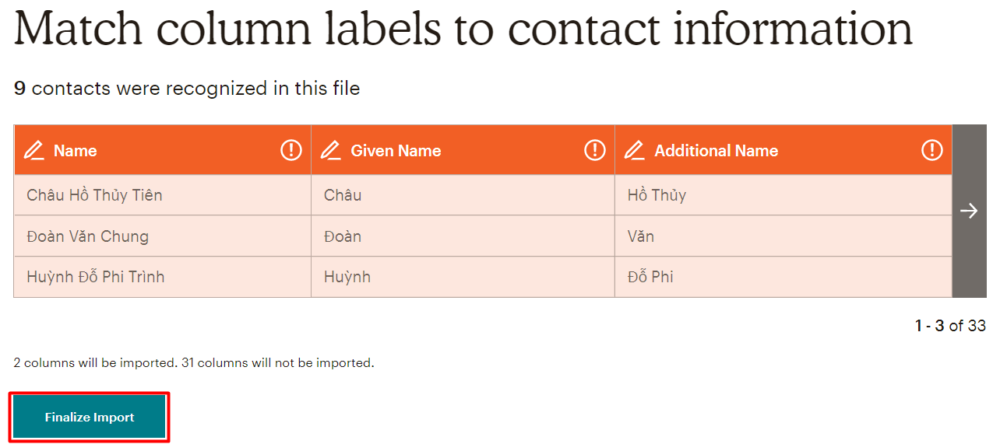 Match column labels to contact information
9 contacts were recognized in this file
Name Given Name Additional Name
Châu Hồ Thủy Tiên Châu Hồ Thủy
Đoàn Văn Chung Đoàn Văn
Huỳnh Đỗ Phi Trình Huỳnh Đỗ Phi
1 - 3 of 33
2 columns will be imported. 31 columns will not be imported.
Finalize Import